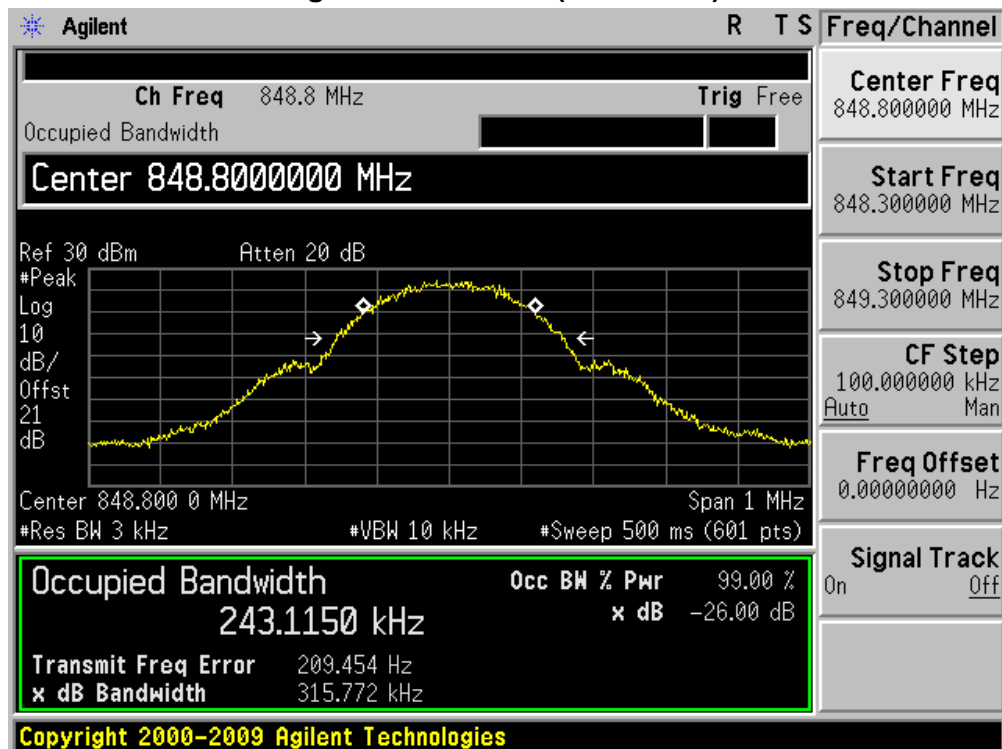 Agilent R T S Freq/Channel
Ch Freq 848.8 MHz Trig Free
Occupied Bandwidth
Center 848.8000000 MHz
Center Freq
848.800000 MHz
Start Freq
848.300000 MHz
Stop Freq
849.300000 MHz
CF Step
100.000000 kHz
Auto Man
Freq Offset
0.00000000 Hz
Signal Track
On Off
Ref 30 dBm Atten 20 dB
#Peak
Log
10
dB/
Offst
21
dB
Center 848.800 0 MHz Span 1 MHz
#Res BW 3 kHz #VBW 10 kHz #Sweep 500 ms (601 pts)
Occupied Bandwidth Occ BW % Pwr 99.00 %
243.1150 kHz x dB -26.00 dB
Transmit Freq Error 209.454 Hz
x dB Bandwidth 315.772 kHz
Copyright 2000-2009 Agilent Technologies